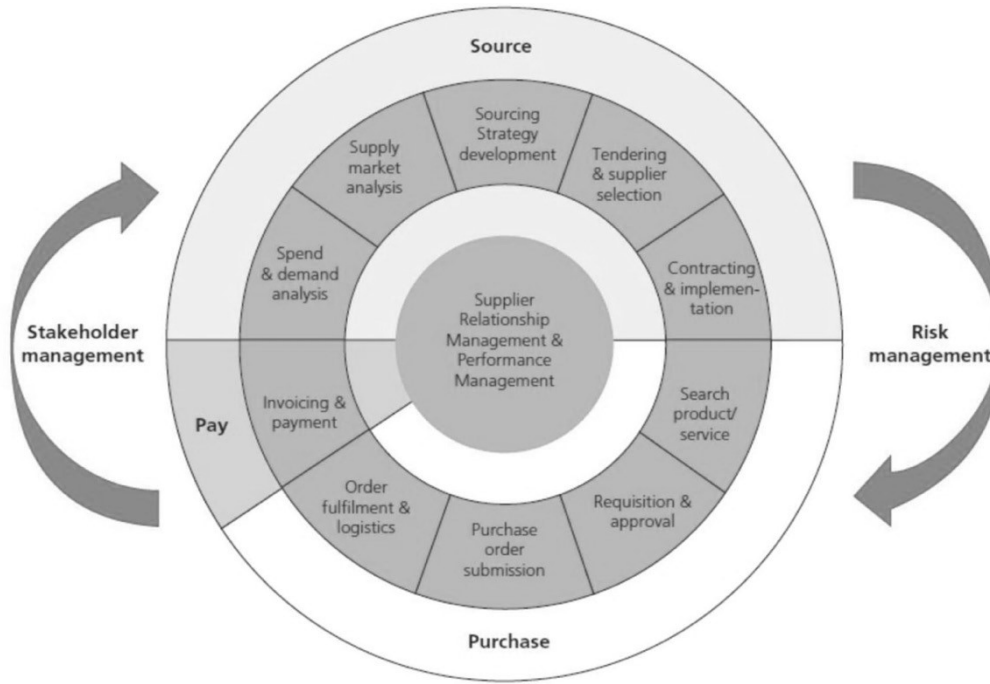 Source
Sourcing
Strategy
development
Supply
market
analysis
Tendering
& supplier
selection
Spend
& demand
analysis
Contracting
& implemen-
tation
Supplier
Relationship
Management &
Performance
Management
Stakeholder
management
Risk
management
Pay
Invoicing &
payment
Search
product/
service
Order
fulfilment &
logistics
Purchase
order
submission
Requisition &
approval
Purchase